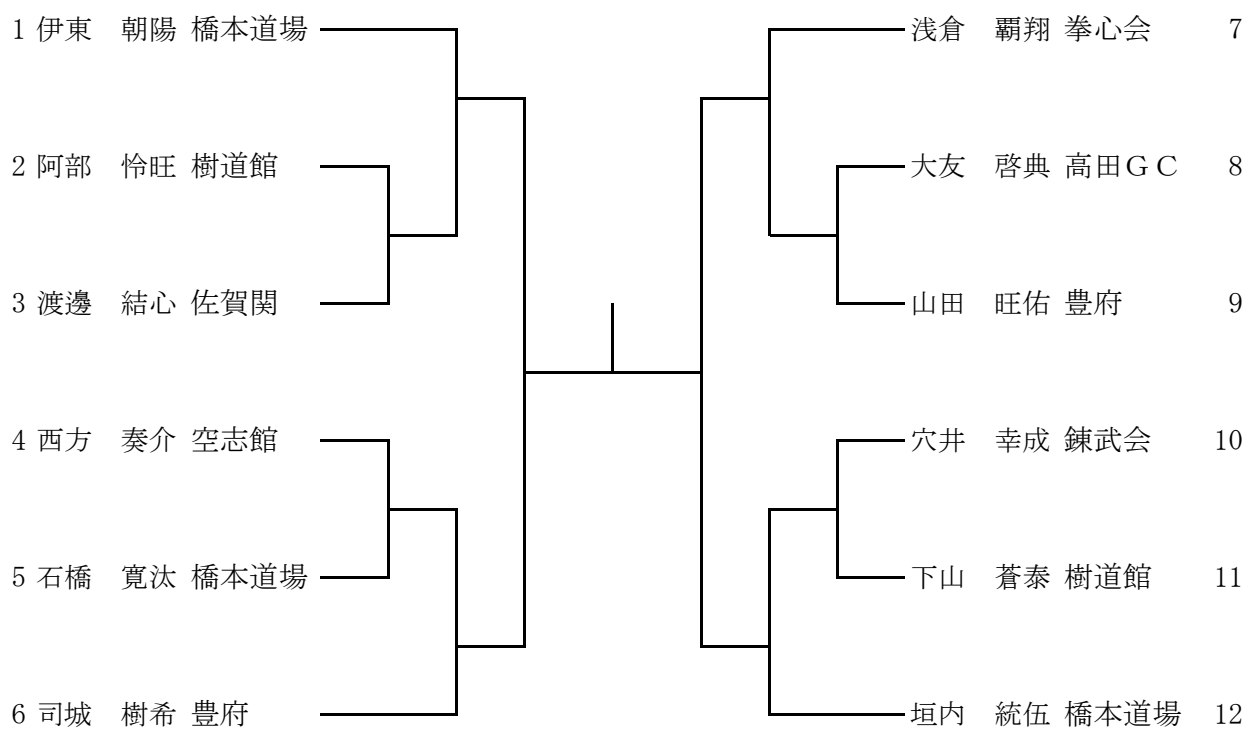 1 伊東　朝陽 橋本道場
2 阿部　怜旺 樹道館
3 渡邊　結心 佐賀関
4 西方　奏介 空志館
5 石橋　寛汰 橋本道場
6 司城　樹希 豊府
浅倉　覇翔 拳心会 7
大友　啓典 高田ＧＣ 8
山田　旺佑 豊府 9
穴井　幸成 錬武会 10
下山　蒼泰 樹道館 11
垣内　統伍 橋本道場 12